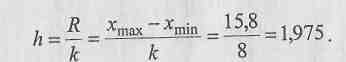 h = R/k = (x_max − x_min)/k = 15,8/8 = 1,975.